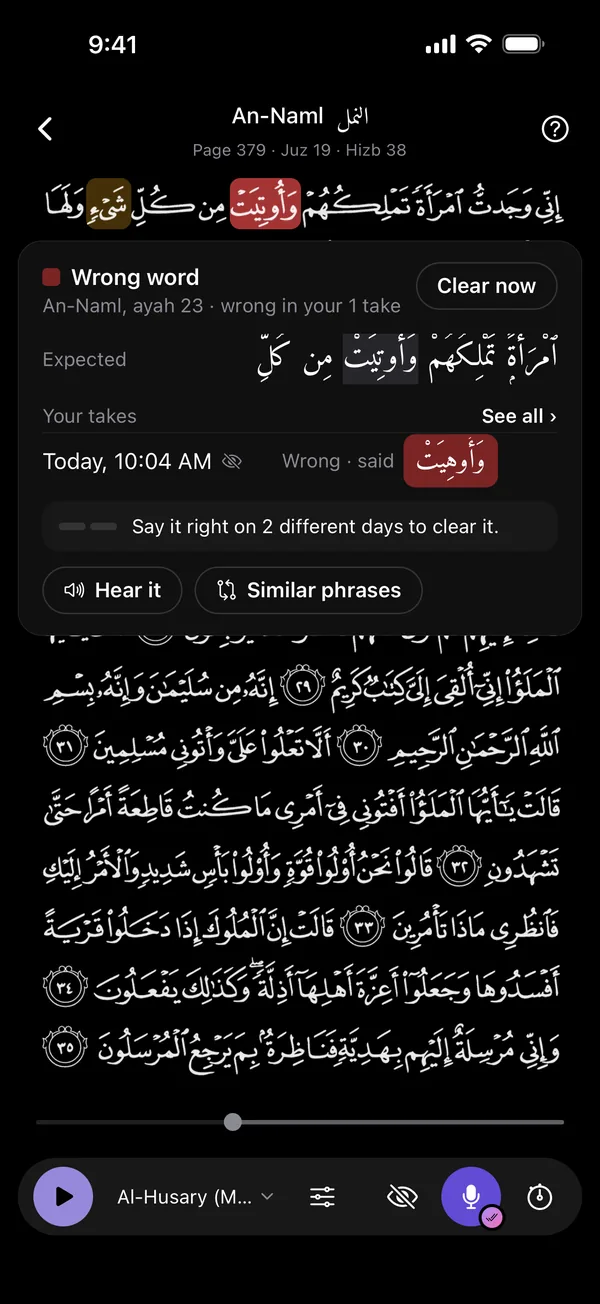 9:41
An-Naml النمل
Page 379 · Juz 19 · Hizb 38
إِنِّي وَجَدتُّ ٱمْرَأَةً تَمْلِكُهُمْ وَأُوتِيَتْ مِن كُلِّ شَىْءٍ وَلَهَا
Wrong word
Clear now
An-Naml, ayah 23 · wrong in your 1 take
Expected
ٱمْرَأَةً تَمْلِكُهُمْ وَأُوتِيَتْ مِن كُلِّ
Your takes
See all ›
Today, 10:04 AM
Wrong · said وَأُوهِيَتْ
Say it right on 2 different days to clear it.
Hear it
Similar phrases
ٱلْمَلَؤُا۟ إِنِّىٓ أُلْقِىَ إِلَىَّ كِتَٰبٌ كَرِيمٌ ٢٩ إِنَّهُۥ مِن سُلَيْمَٰنَ وَإِنَّهُۥ بِسْمِ
ٱللَّهِ ٱلرَّحْمَٰنِ ٱلرَّحِيمِ ٣٠ أَلَّا تَعْلُوا۟ عَلَىَّ وَأْتُونِى مُسْلِمِينَ ٣١
قَالَتْ يَٰٓأَيُّهَا ٱلْمَلَؤُا۟ أَفْتُونِى فِىٓ أَمْرِى مَا كُنتُ قَاطِعَةً أَمْرًا حَتَّىٰ
تَشْهَدُونِ ٣٢ قَالُوا۟ نَحْنُ أُو۟لُوا۟ قُوَّةٍ وَأُو۟لُوا۟ بَأْسٍ شَدِيدٍ وَٱلْأَمْرُ إِلَيْكِ
فَٱنظُرِى مَاذَا تَأْمُرِينَ ٣٣ قَالَتْ إِنَّ ٱلْمُلُوكَ إِذَا دَخَلُوا۟ قَرْيَةً
أَفْسَدُوهَا وَجَعَلُوٓا۟ أَعِزَّةَ أَهْلِهَآ أَذِلَّةً ۖ وَكَذَٰلِكَ يَفْعَلُونَ ٣٤
وَإِنِّى مُرْسِلَةٌ إِلَيْهِم بِهَدِيَّةٍ فَنَاظِرَةٌۢ بِمَ يَرْجِعُ ٱلْمُرْسَلُونَ ٣٥
Al-Husary (M...